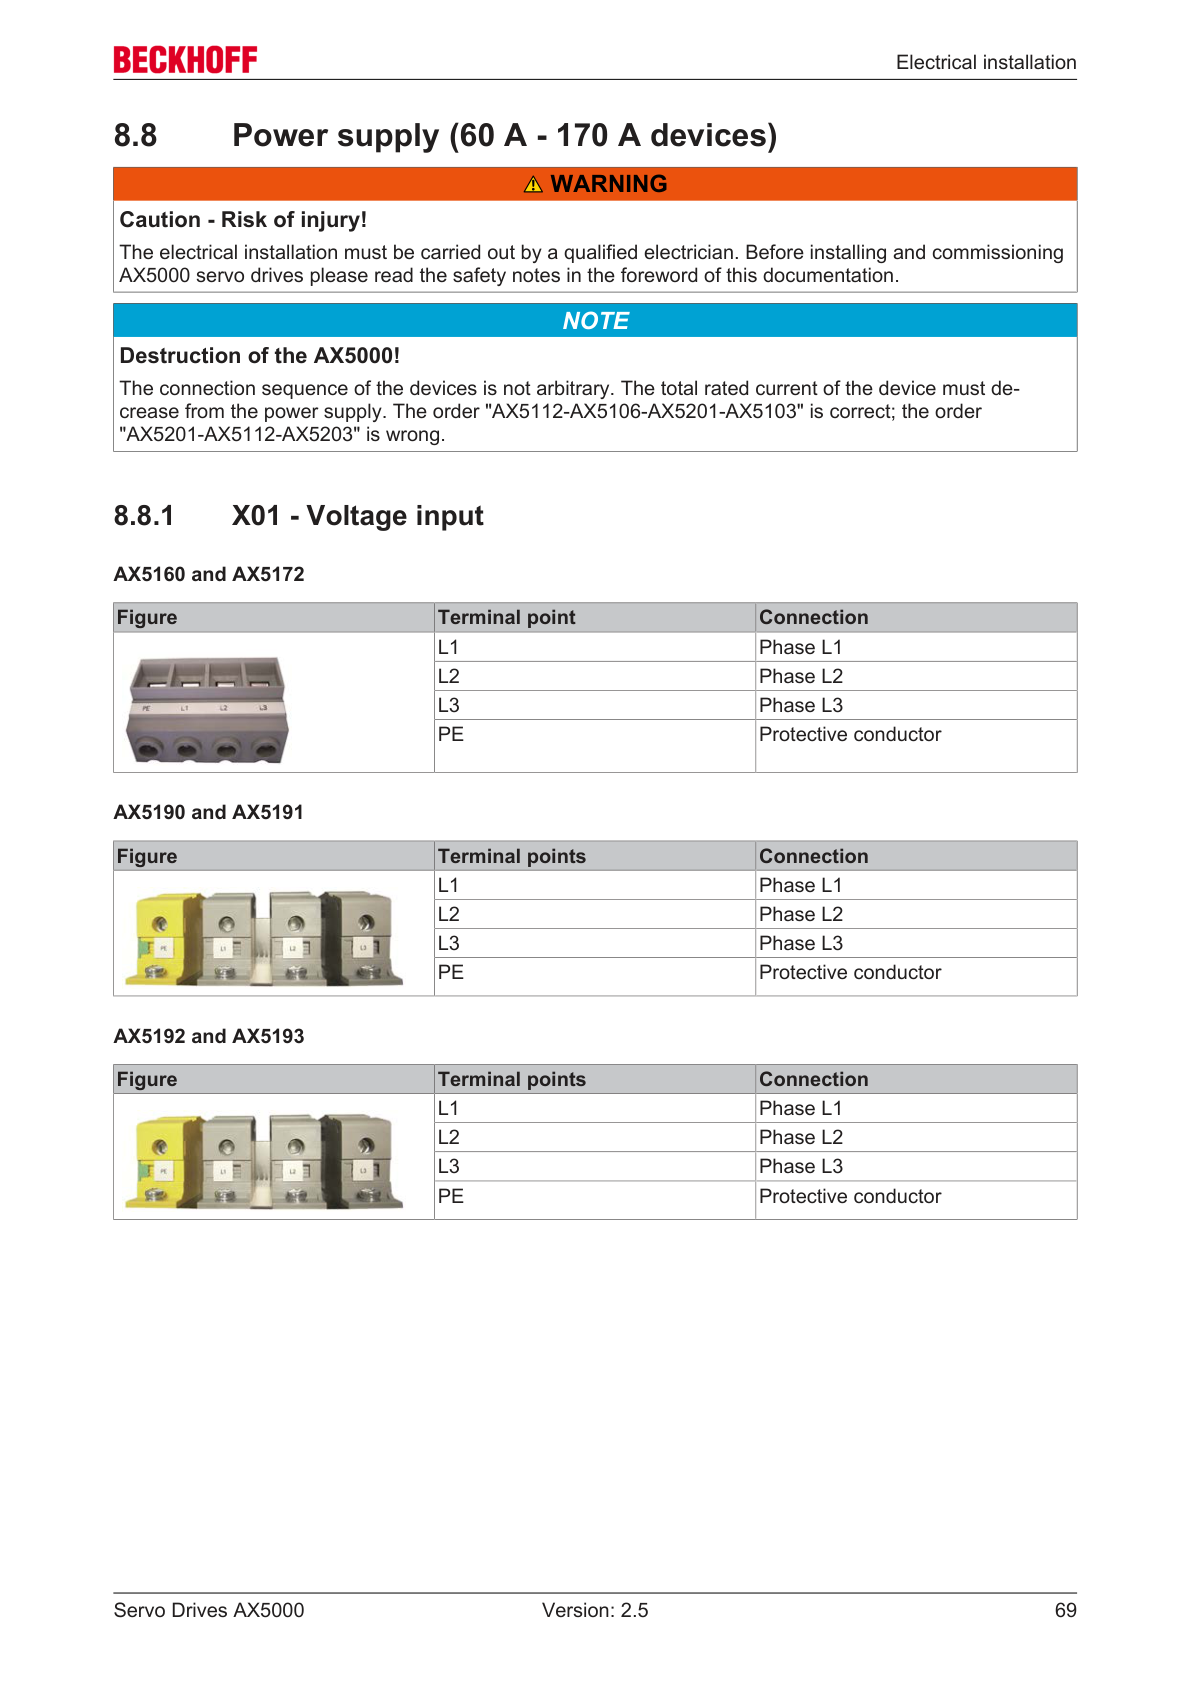 BECKHOFF
Electrical installation
8.8 Power supply (60 A - 170 A devices)
WARNING
Caution - Risk of injury!
The electrical installation must be carried out by a qualified electrician. Before installing and commissioning
AX5000 servo drives please read the safety notes in the foreword of this documentation.
NOTE
Destruction of the AX5000!
The connection sequence of the devices is not arbitrary. The total rated current of the device must de-
crease from the power supply. The order "AX5112-AX5106-AX5201-AX5103" is correct; the order
"AX5201-AX5112-AX5203" is wrong.
8.8.1 X01 - Voltage input
AX5160 and AX5172
Figure Terminal point Connection
L1 Phase L1
L2 Phase L2
L3 Phase L3
PE Protective conductor
PE L1 L2 L3
AX5190 and AX5191
Figure Terminal points Connection
L1 Phase L1
L2 Phase L2
L3 Phase L3
PE Protective conductor
PE L1 L2 L3
AX5192 and AX5193
Figure Terminal points Connection
L1 Phase L1
L2 Phase L2
L3 Phase L3
PE Protective conductor
PE L1 L2 L3
Servo Drives AX5000 Version: 2.5 69